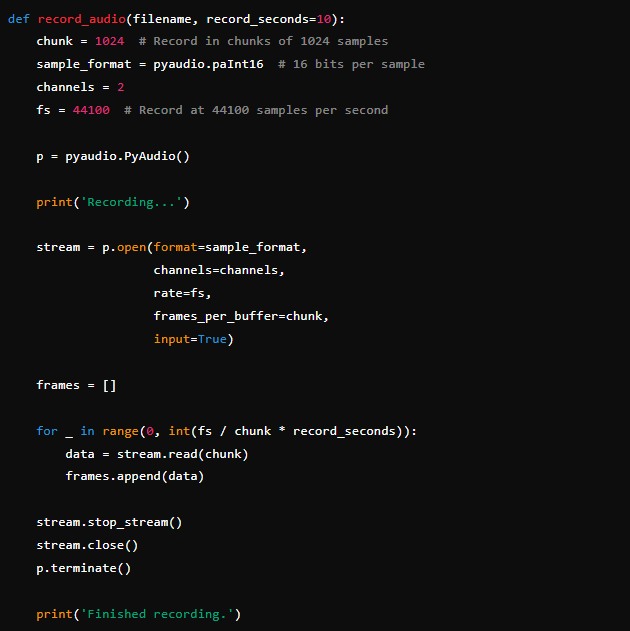 def record_audio(filename, record_seconds=10):
    chunk = 1024  # Record in chunks of 1024 samples
    sample_format = pyaudio.paInt16  # 16 bits per sample
    channels = 2
    fs = 44100  # Record at 44100 samples per second

    p = pyaudio.PyAudio()

    print('Recording...')

    stream = p.open(format=sample_format,
                    channels=channels,
                    rate=fs,
                    frames_per_buffer=chunk,
                    input=True)

    frames = []

    for _ in range(0, int(fs / chunk * record_seconds)):
        data = stream.read(chunk)
        frames.append(data)

    stream.stop_stream()
    stream.close()
    p.terminate()

    print('Finished recording.')